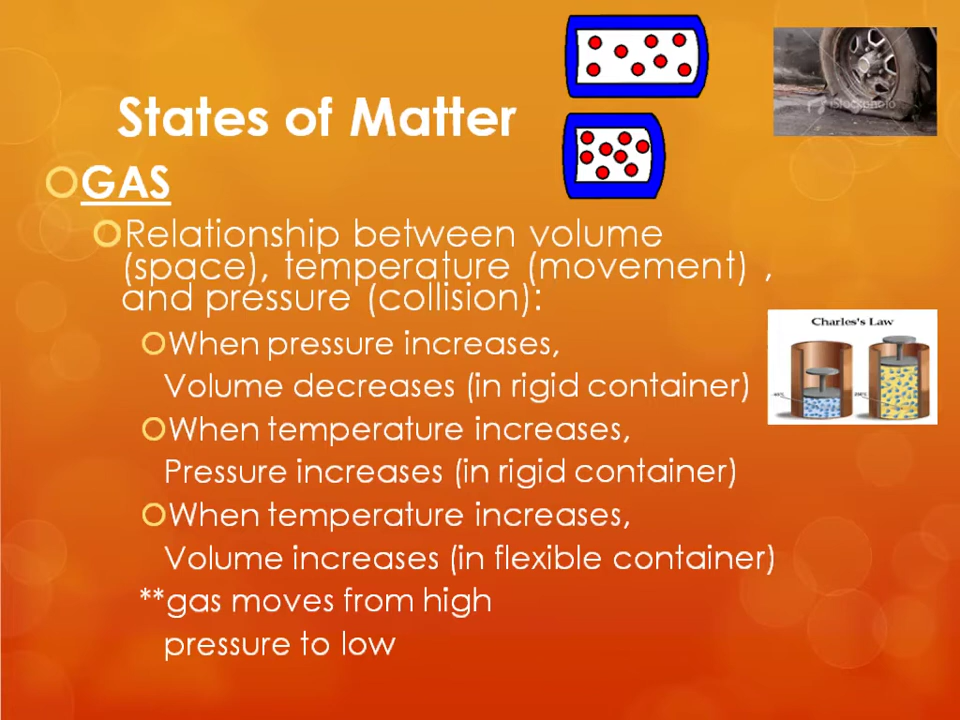 States of Matter
GAS
Relationship between volume
(space), temperature (movement) ,
and pressure (collision):
When pressure increases,
Volume decreases (in rigid container)
When temperature increases,
Pressure increases (in rigid container)
When temperature increases,
Volume increases (in flexible container)
**gas moves from high
pressure to low
iStockphoto
Charles's Law